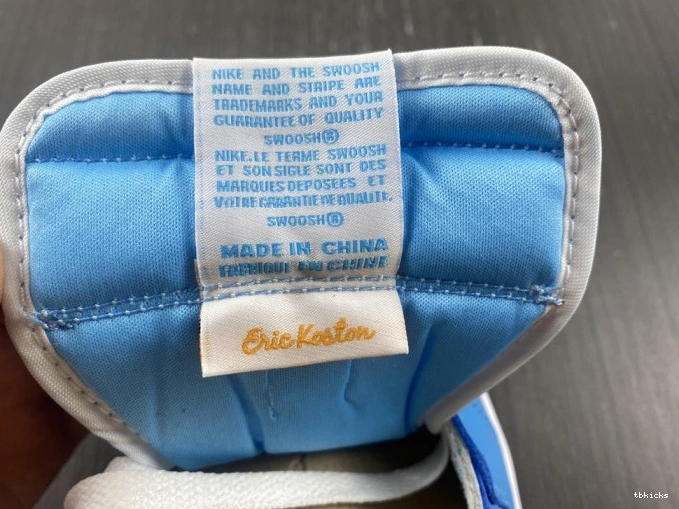 NIKE AND THE SWOOSH
NAME AND STRIPE ARE
TRADEMARKS AND YOUR
GUARANTEE OF QUALITY
SWOOSH®
NIKE.LE TERME SWOOSH
ET SON SIGLE SONT DES
MARQUES DEPOSEES ET
VOTRE GARANTIE DE QUALITE.
SWOOSH®
MADE IN CHINA
FABRIQUE EN CHINE
Eric Koston
tbkicks